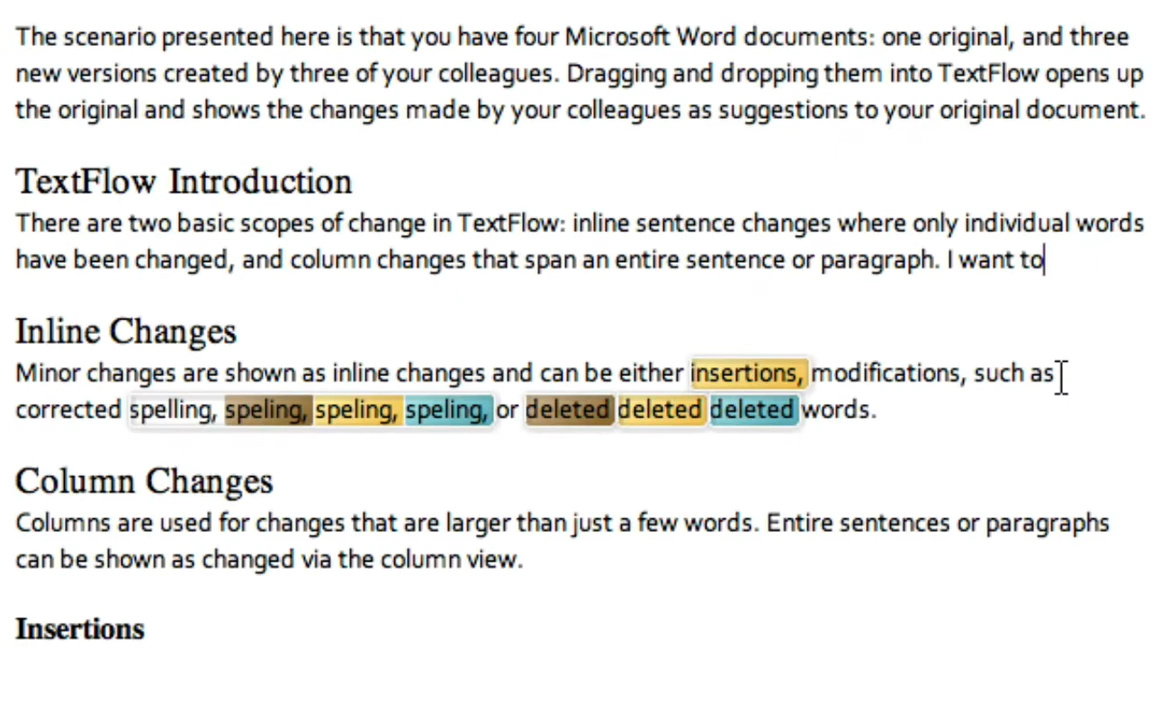 The scenario presented here is that you have four Microsoft Word documents: one original, and three
new versions created by three of your colleagues. Dragging and dropping them into TextFlow opens up
the original and shows the changes made by your colleagues as suggestions to your original document.
TextFlow Introduction
There are two basic scopes of change in TextFlow: inline sentence changes where only individual words
have been changed, and column changes that span an entire sentence or paragraph. I want to
Inline Changes
Minor changes are shown as inline changes and can be either insertions, modifications, such as
corrected spelling, speling, speling, speling, or deleted deleted deleted words.
Column Changes
Columns are used for changes that are larger than just a few words. Entire sentences or paragraphs
can be shown as changed via the column view.
Insertions